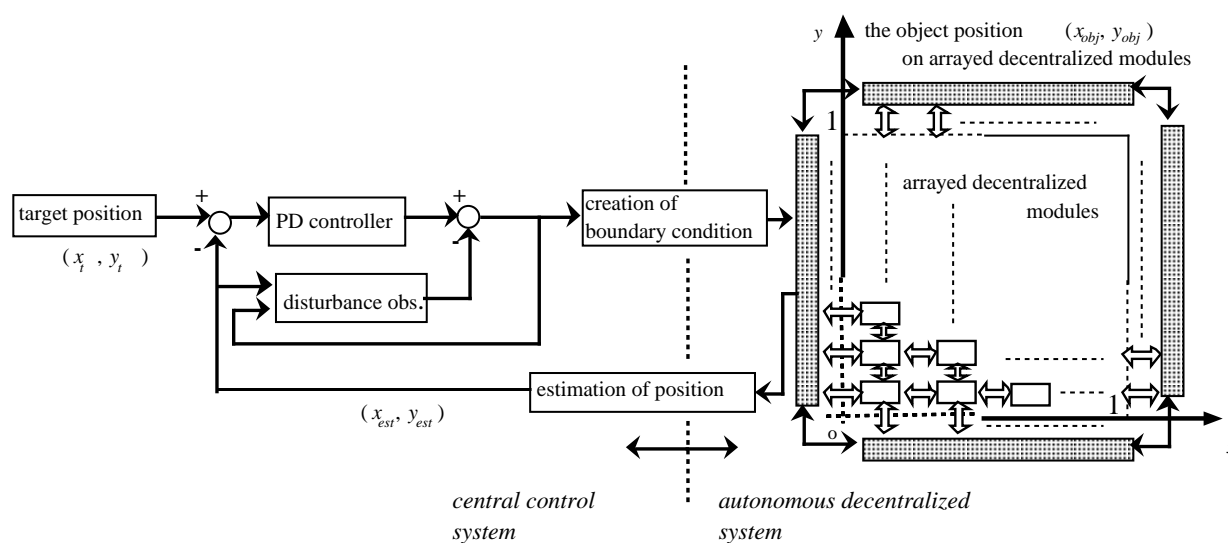 y
the object position (x_obj, y_obj)
on arrayed decentralized modules
1
arrayed decentralized
modules
target position
+
-
(x_t, y_t)
PD controller
+
-
disturbance obs.
creation of
boundary condition
estimation of position
(x_est, y_est)
1
o
central control
system
autonomous decentralized
system